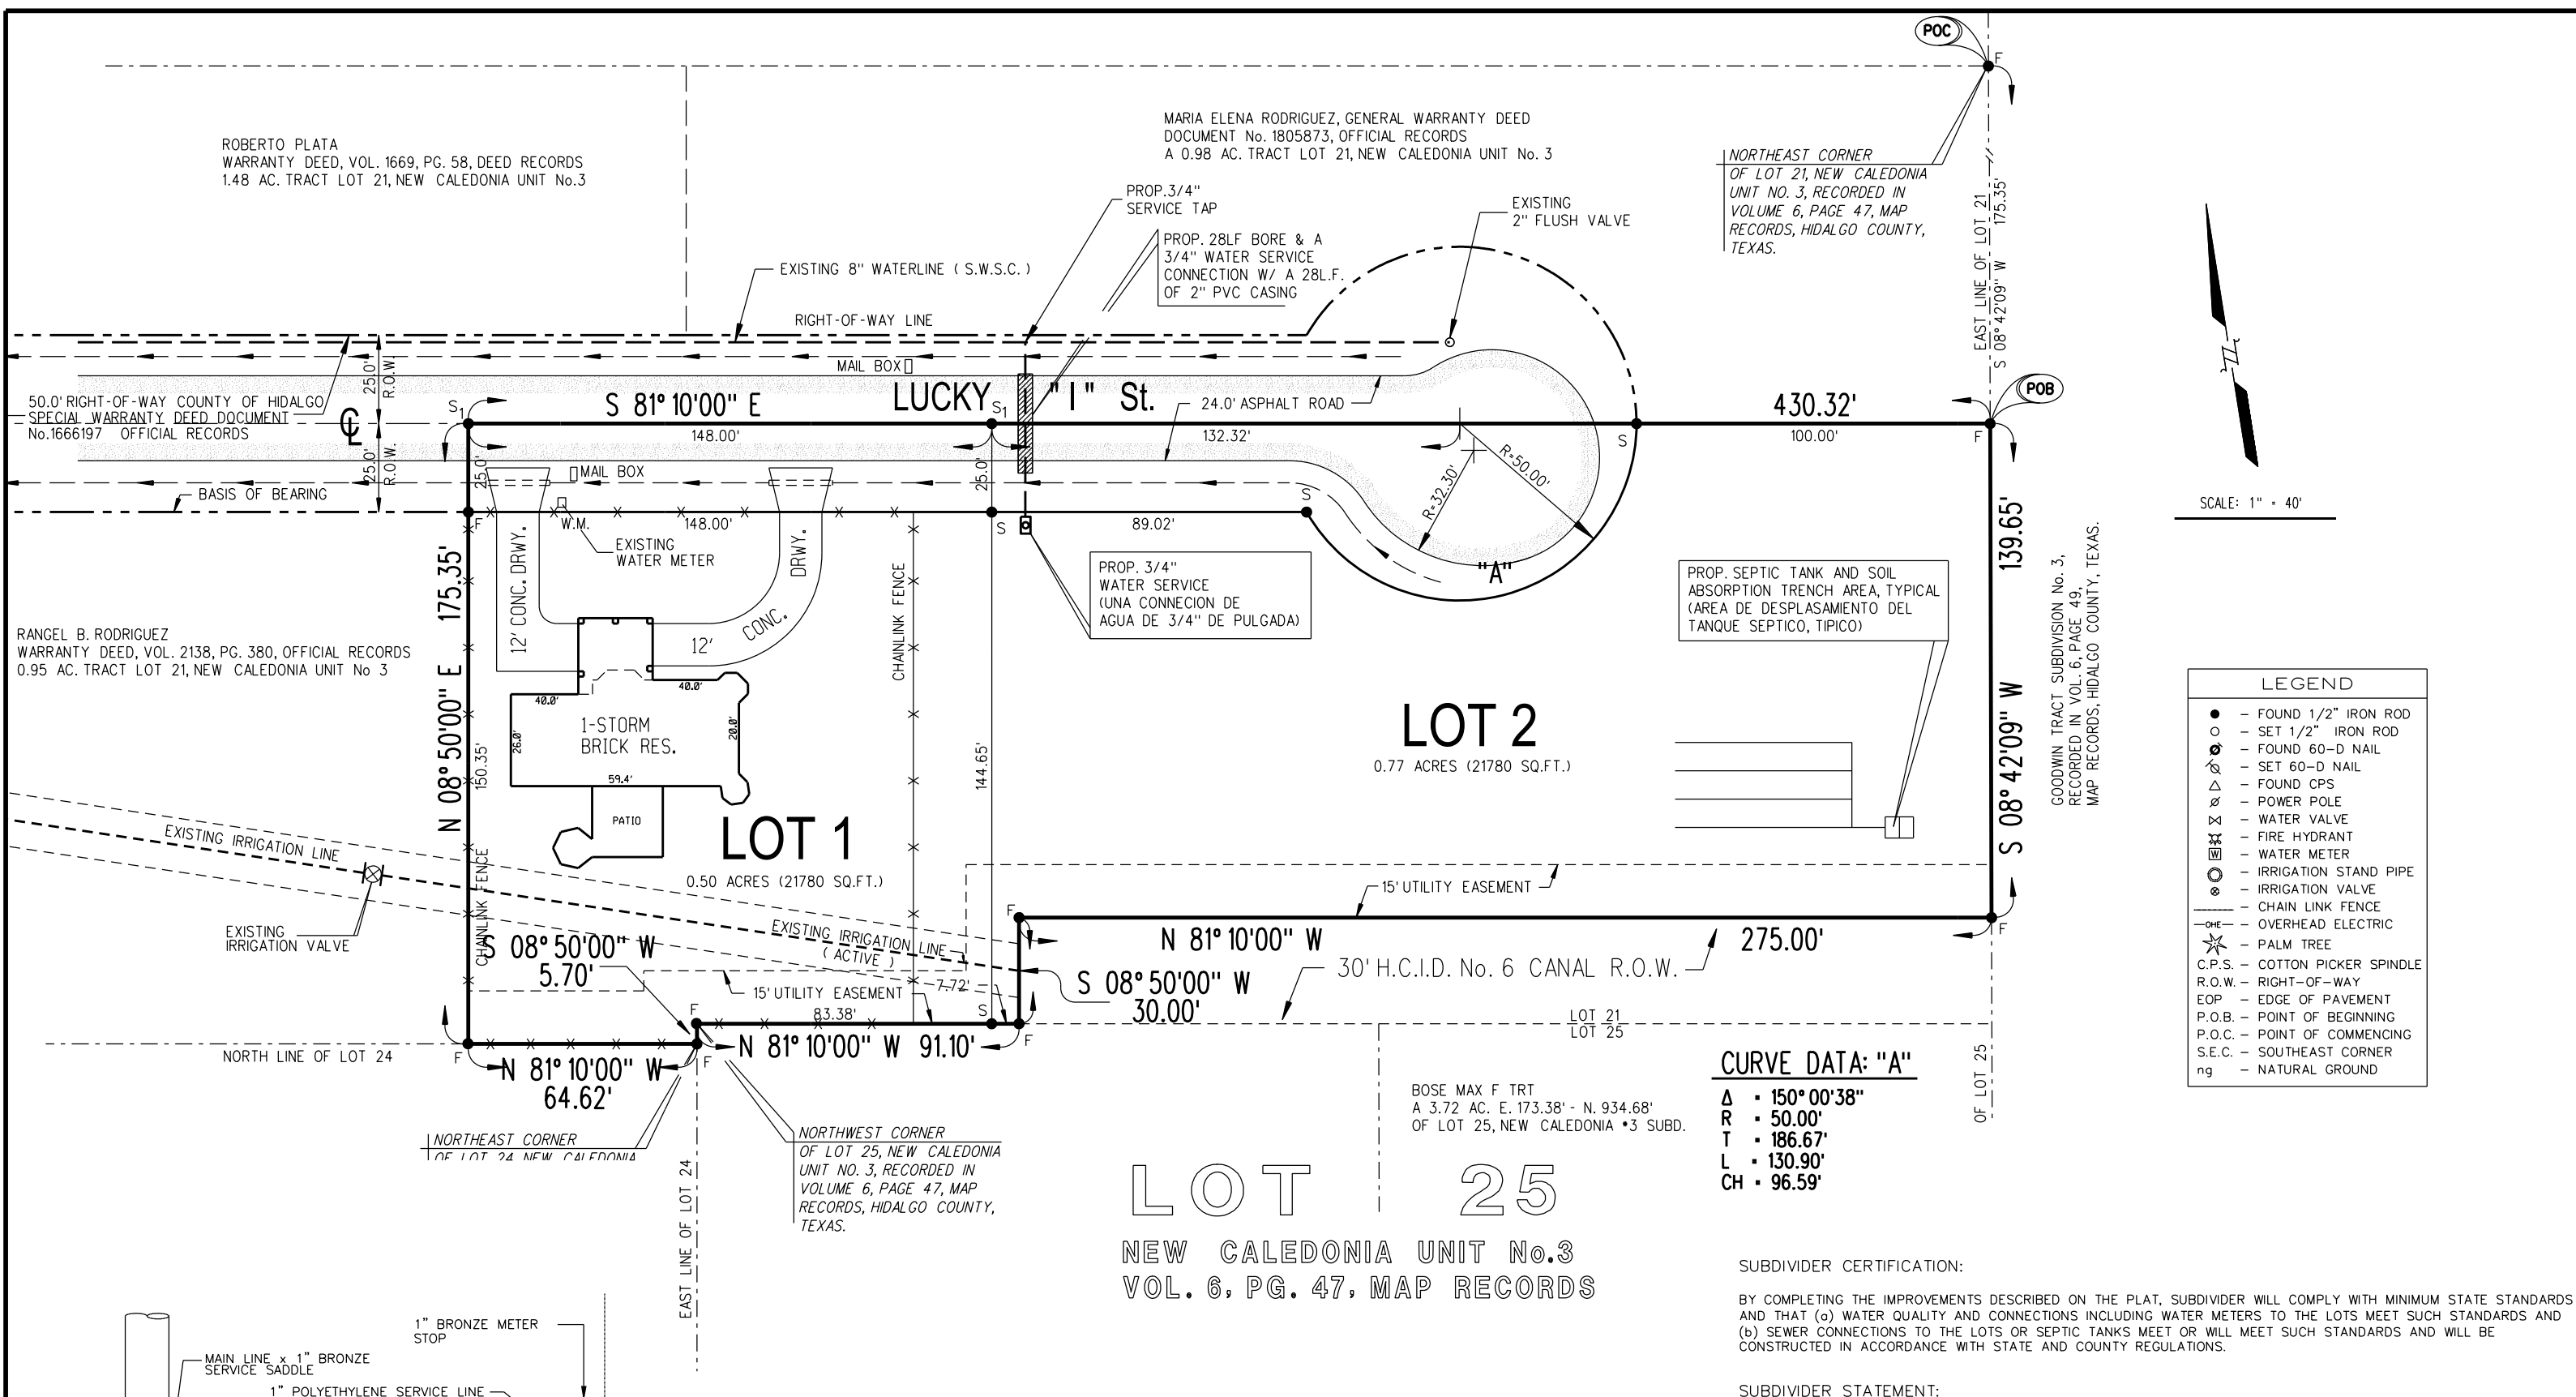 POC
F
ROBERTO PLATA
WARRANTY DEED, VOL. 1669, PG. 58, DEED RECORDS
1.48 AC. TRACT LOT 21, NEW CALEDONIA UNIT No.3
MARIA ELENA RODRIGUEZ, GENERAL WARRANTY DEED
DOCUMENT No. 1805873, OFFICIAL RECORDS
A 0.98 AC. TRACT LOT 21, NEW CALEDONIA UNIT No. 3
NORTHEAST CORNER
OF LOT 21, NEW CALEDONIA
UNIT NO. 3, RECORDED IN
VOLUME 6, PAGE 47, MAP
RECORDS, HIDALGO COUNTY,
TEXAS.
EAST LINE OF LOT 21
S 08°42'09" W 175.35'
PROP.3/4"
SERVICE TAP
EXISTING
2" FLUSH VALVE
PROP. 28LF BORE & A
3/4" WATER SERVICE
CONNECTION W/ A 28L.F.
OF 2" PVC CASING
EXISTING 8" WATERLINE ( S.W.S.C. )
RIGHT-OF-WAY LINE
MAIL BOX
25.0'
R.O.W.
50.0' RIGHT-OF-WAY COUNTY OF HIDALGO
SPECIAL WARRANTY DEED DOCUMENT
No.1666197 OFFICIAL RECORDS
25.0'
R.O.W.
S1
S 81°10'00" E
LUCKY "I" St.
S1
24.0' ASPHALT ROAD
430.32'
POB
148.00'
132.32'
S
100.00'
F
MAIL BOX
25.0'
25.0'
R=50.00'
R=32.30'
BASIS OF BEARING
F
W.M.
148.00'
S
89.02'
S
SCALE: 1" = 40'
EXISTING
WATER METER
12' CONC. DRWY.
DRWY.
CONC.
12'
CHAINLINK FENCE
PROP. 3/4"
WATER SERVICE
(UNA CONNECION DE
AGUA DE 3/4" DE PULGADA)
"A"
PROP. SEPTIC TANK AND SOIL
ABSORPTION TRENCH AREA, TYPICAL
(AREA DE DESPLASAMIENTO DEL
TANQUE SEPTICO, TIPICO)
139.65'
S 08°42'09" W
GOODWIN TRACT SUBDIVISION No. 3,
RECORDED IN VOL. 6, PAGE 49,
MAP RECORDS, HIDALGO COUNTY, TEXAS.
RANGEL B. RODRIGUEZ
WARRANTY DEED, VOL. 2138, PG. 380, OFFICIAL RECORDS
0.95 AC. TRACT LOT 21, NEW CALEDONIA UNIT No 3
N 08°50'00" E 175.35'
150.35'
40.0'
40.0'
1-STORM
BRICK RES.
26.0'
20.0'
59.4'
PATIO
144.65'
LOT 2
0.77 ACRES (21780 SQ.FT.)
LOT 1
0.50 ACRES (21780 SQ.FT.)
LEGEND
– FOUND 1/2" IRON ROD
– SET 1/2" IRON ROD
– FOUND 60-D NAIL
– SET 60-D NAIL
– FOUND CPS
– POWER POLE
– WATER VALVE
– FIRE HYDRANT
W – WATER METER
– IRRIGATION STAND PIPE
– IRRIGATION VALVE
– CHAIN LINK FENCE
OHE – OVERHEAD ELECTRIC
– PALM TREE
C.P.S. – COTTON PICKER SPINDLE
R.O.W. – RIGHT-OF-WAY
EOP – EDGE OF PAVEMENT
P.O.B. – POINT OF BEGINNING
P.O.C. – POINT OF COMMENCING
S.E.C. – SOUTHEAST CORNER
ng – NATURAL GROUND
EXISTING IRRIGATION LINE
EXISTING
IRRIGATION VALVE
CHAINLINK FENCE
S 08°50'00" W
5.70'
EXISTING IRRIGATION LINE
( ACTIVE )
15' UTILITY EASEMENT
7.72'
83.38'
F
S
F
15' UTILITY EASEMENT
F
N 81°10'00" W
275.00'
F
30' H.C.I.D. No. 6 CANAL R.O.W.
S 08°50'00" W
30.00'
LOT 21
LOT 25
NORTH LINE OF LOT 24
F
N 81°10'00" W
64.62'
F
N 81°10'00" W 91.10'
F
OF LOT 25
CURVE DATA: "A"
Δ = 150°00'38"
R = 50.00'
T = 186.67'
L = 130.90'
CH = 96.59'
BOSE MAX F TRT
A 3.72 AC. E. 173.38' - N. 934.68'
OF LOT 25, NEW CALEDONIA •3 SUBD.
NORTHEAST CORNER
OF LOT 24 NEW CALEDONIA
NORTHWEST CORNER
OF LOT 25, NEW CALEDONIA
UNIT NO. 3, RECORDED IN
VOLUME 6, PAGE 47, MAP
RECORDS, HIDALGO COUNTY,
TEXAS.
EAST LINE OF LOT 24
LOT 25
NEW CALEDONIA UNIT No.3
VOL. 6, PG. 47, MAP RECORDS
SUBDIVIDER CERTIFICATION:
BY COMPLETING THE IMPROVEMENTS DESCRIBED ON THE PLAT, SUBDIVIDER WILL COMPLY WITH MINIMUM STATE STANDARDS
AND THAT (a) WATER QUALITY AND CONNECTIONS INCLUDING WATER METERS TO THE LOTS MEET SUCH STANDARDS AND
(b) SEWER CONNECTIONS TO THE LOTS OR SEPTIC TANKS MEET OR WILL MEET SUCH STANDARDS AND WILL BE
CONSTRUCTED IN ACCORDANCE WITH STATE AND COUNTY REGULATIONS.
SUBDIVIDER STATEMENT:
1" BRONZE METER
STOP
MAIN LINE x 1" BRONZE
SERVICE SADDLE
1" POLYETHYLENE SERVICE LINE